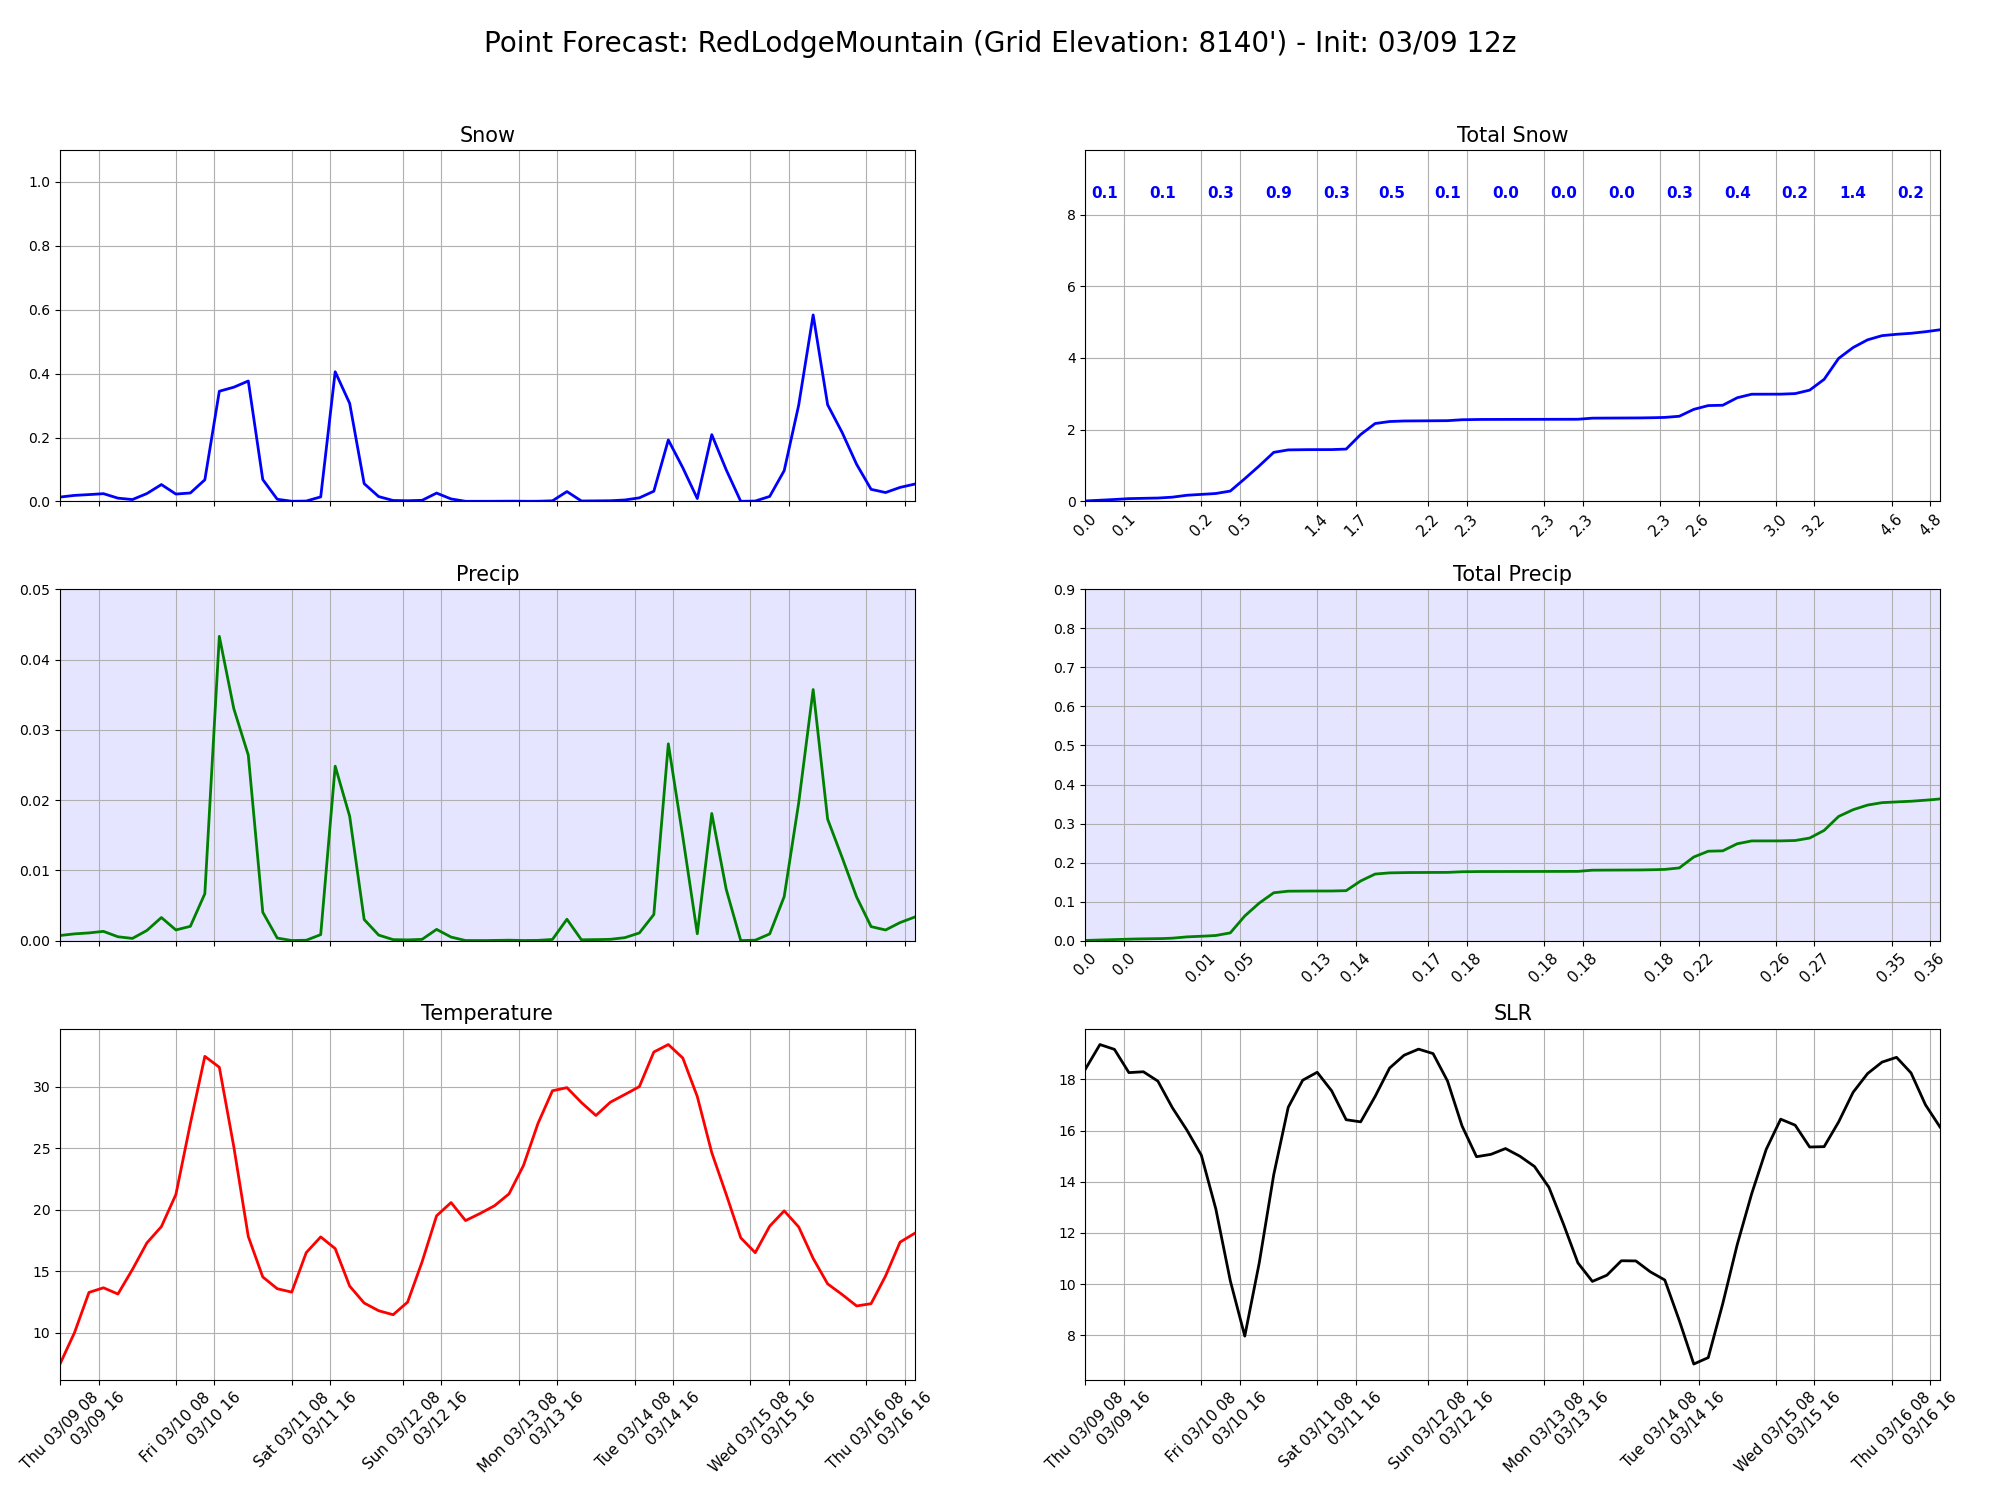 Point Forecast: RedLodgeMountain (Grid Elevation: 8140') - Init: 03/09 12z
Snow
1.0
0.8
0.6
0.4
0.2
0.0
Total Snow
0.1 0.1 0.3 0.9 0.3 0.5 0.1 0.0 0.0 0.0 0.3 0.4 0.2 1.4 0.2
8
6
4
2
0
0.0 0.1 0.2 0.5 1.4 1.7 2.2 2.3 2.3 2.3 2.3 2.6 3.0 3.2 4.6 4.8
Precip
0.05
0.04
0.03
0.02
0.01
0.00
Total Precip
0.9
0.8
0.7
0.6
0.5
0.4
0.3
0.2
0.1
0.0
0.0 0.0 0.01 0.05 0.13 0.14 0.17 0.18 0.18 0.18 0.18 0.22 0.26 0.27 0.35 0.36
Temperature
30
25
20
15
10
Thu 03/09 08
03/09 16
Fri 03/10 08
03/10 16
Sat 03/11 08
03/11 16
Sun 03/12 08
03/12 16
Mon 03/13 08
03/13 16
Tue 03/14 08
03/14 16
Wed 03/15 08
03/15 16
Thu 03/16 08
03/16 16
SLR
18
16
14
12
10
8
Thu 03/09 08
03/09 16
Fri 03/10 08
03/10 16
Sat 03/11 08
03/11 16
Sun 03/12 08
03/12 16
Mon 03/13 08
03/13 16
Tue 03/14 08
03/14 16
Wed 03/15 08
03/15 16
Thu 03/16 08
03/16 16